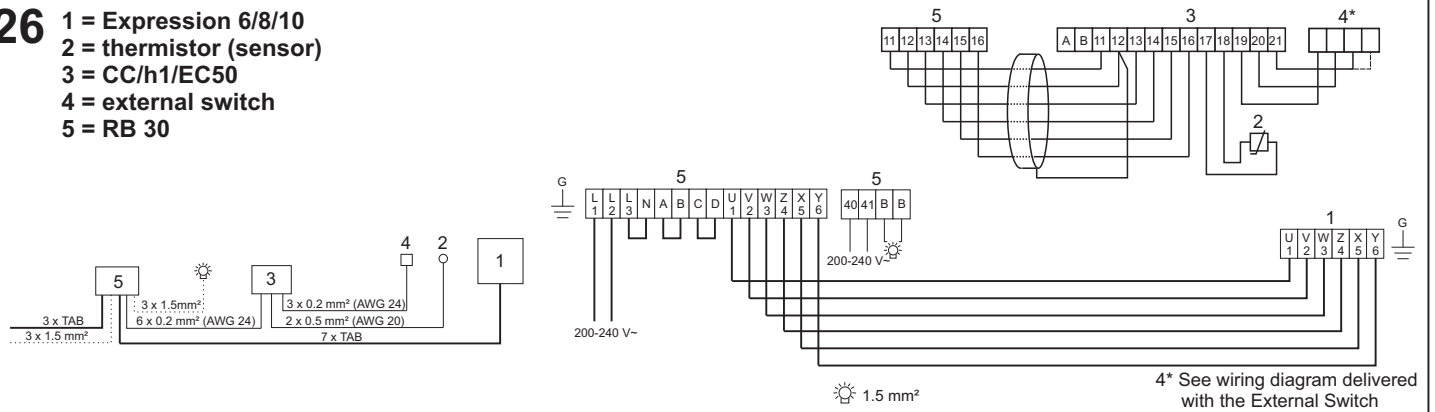 26
1 = Expression 6/8/10
2 = thermistor (sensor)
3 = CC/h1/EC50
4 = external switch
5 = RB 30
5
11 12 13 14 15 16
3
A B 11 12 13 14 15 16 17 18 19 20 21
4*
2
G
5
L1 L2 L3 N A B C D U1 V2 W3 Z4 X5 Y6
5
40 41 B B
200-240 V~
200-240 V~
1
U1 V2 W3 Z4 X5 Y6
G
5
3
4
2
1
3 x 1.5mm²
3 x 0.2 mm² (AWG 24)
3 x TAB
6 x 0.2 mm² (AWG 24)
2 x 0.5 mm² (AWG 20)
3 x 1.5 mm²
7 x TAB
1.5 mm²
4* See wiring diagram delivered
with the External Switch